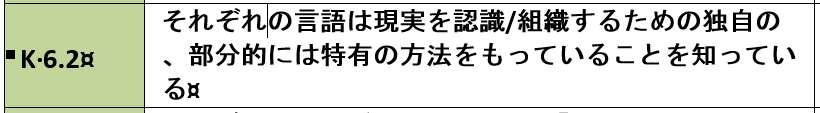 それぞれの言語は現実を認識/組織するための独自の
K·6.2¤
、部分的には特有の方法をもっていることを知ってい
る¤